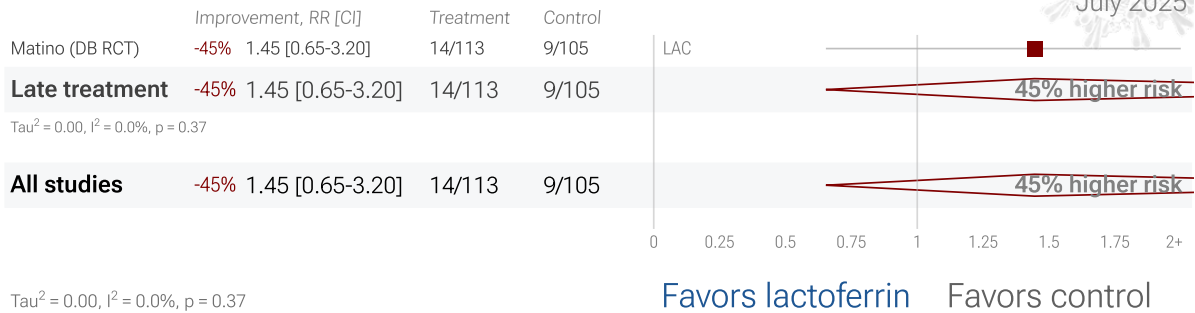 July 2025
Improvement, RR [CI] Treatment Control
Matino (DB RCT) -45% 1.45 [0.65-3.20] 14/113 9/105 LAC
Late treatment -45% 1.45 [0.65-3.20] 14/113 9/105 45% higher risk
Tau² = 0.00, I² = 0.0%, p = 0.37
All studies -45% 1.45 [0.65-3.20] 14/113 9/105 45% higher risk
0 0.25 0.5 0.75 1 1.25 1.5 1.75 2+
Tau² = 0.00, I² = 0.0%, p = 0.37 Favors lactoferrin Favors control